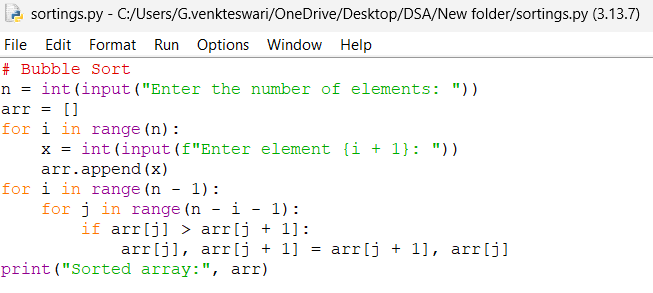 sortings.py - C:/Users/G.venkteswari/OneDrive/Desktop/DSA/New folder/sortings.py (3.13.7)
File Edit Format Run Options Window Help
# Bubble Sort
n = int(input("Enter the number of elements: "))
arr = []
for i in range(n):
    x = int(input(f"Enter element {i + 1}: "))
    arr.append(x)
for i in range(n - 1):
    for j in range(n - i - 1):
        if arr[j] > arr[j + 1]:
            arr[j], arr[j + 1] = arr[j + 1], arr[j]
print("Sorted array:", arr)